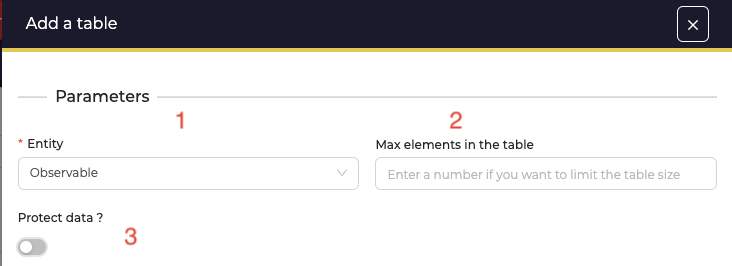 Add a table
Parameters
1
2
* Entity
Max elements in the table
Observable
Enter a number if you want to limit the table size
Protect data ?
3